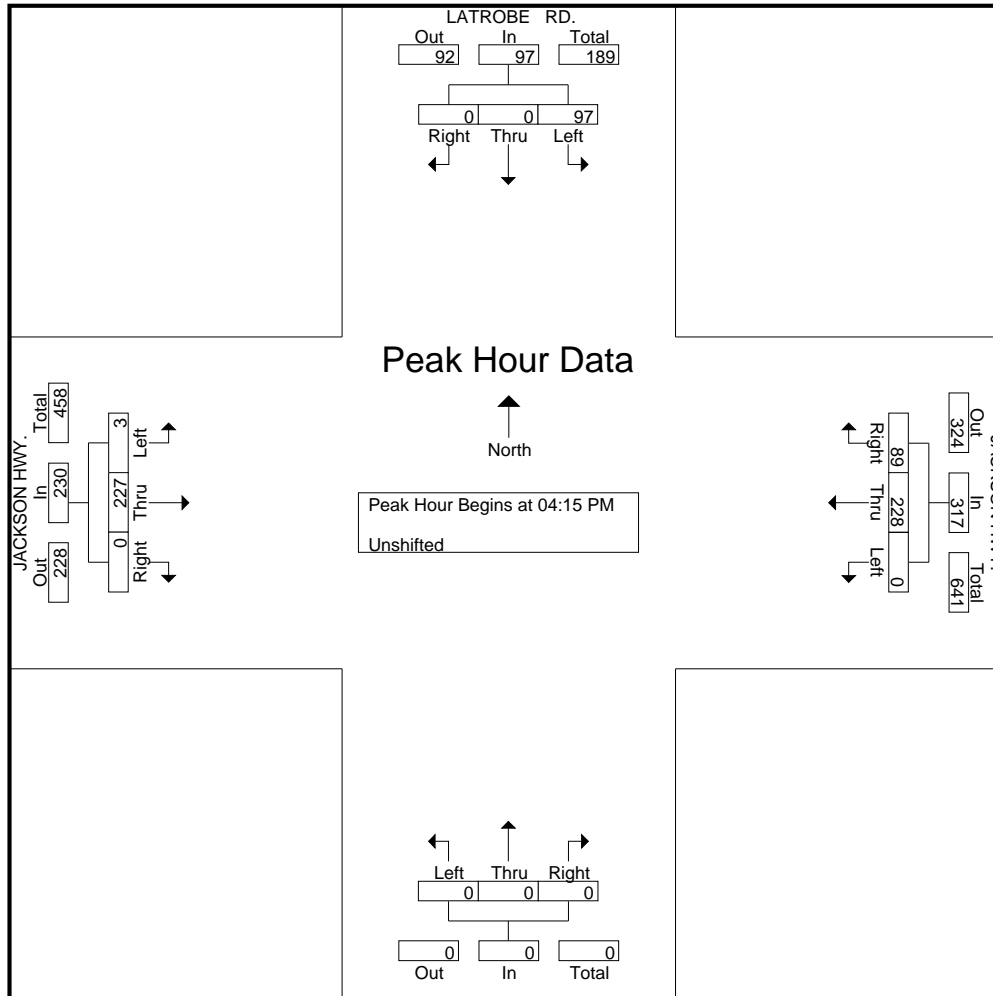 LATROBE RD.
Out In Total
92 97 189
0 0 97
Right Thru Left
Peak Hour Data
North
Peak Hour Begins at 04:15 PM
Unshifted
JACKSON HWY.
Out In Total
228 230 458
Left Thru Right
3 227 0
Out In Total
324 317 641
Right Thru Left
89 228 0
Left Thru Right
0 0 0
0 0 0
Out In Total